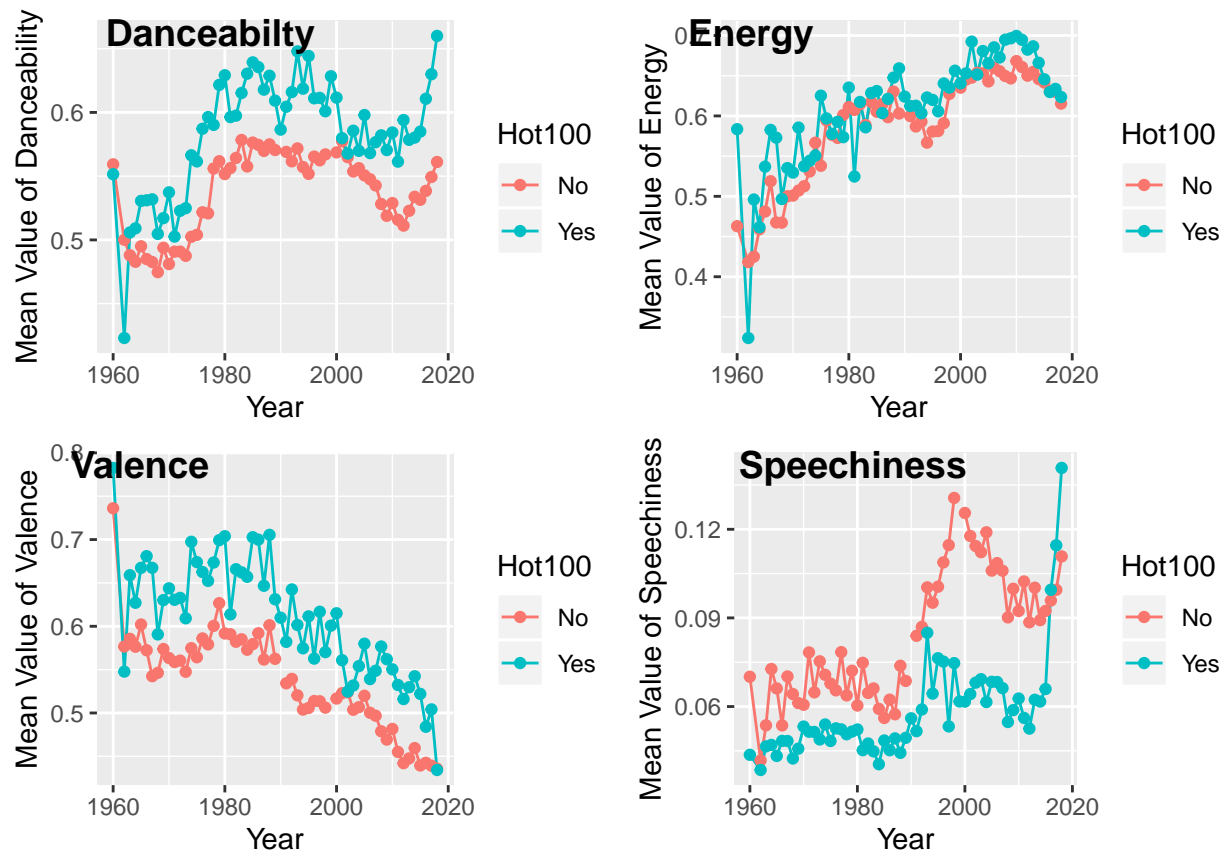 Danceabilty
Mean Value of Danceability
0.6
0.5
1960
1980
2000
2020
Year
Hot100
No
Yes
Energy
Mean Value of Energy
0.7
0.6
0.5
0.4
1960
1980
2000
2020
Year
Hot100
No
Yes
Valence
Mean Value of Valence
0.8
0.7
0.6
0.5
1960
1980
2000
2020
Year
Hot100
No
Yes
Speechiness
Mean Value of Speechiness
0.12
0.09
0.06
1960
1980
2000
2020
Year
Hot100
No
Yes